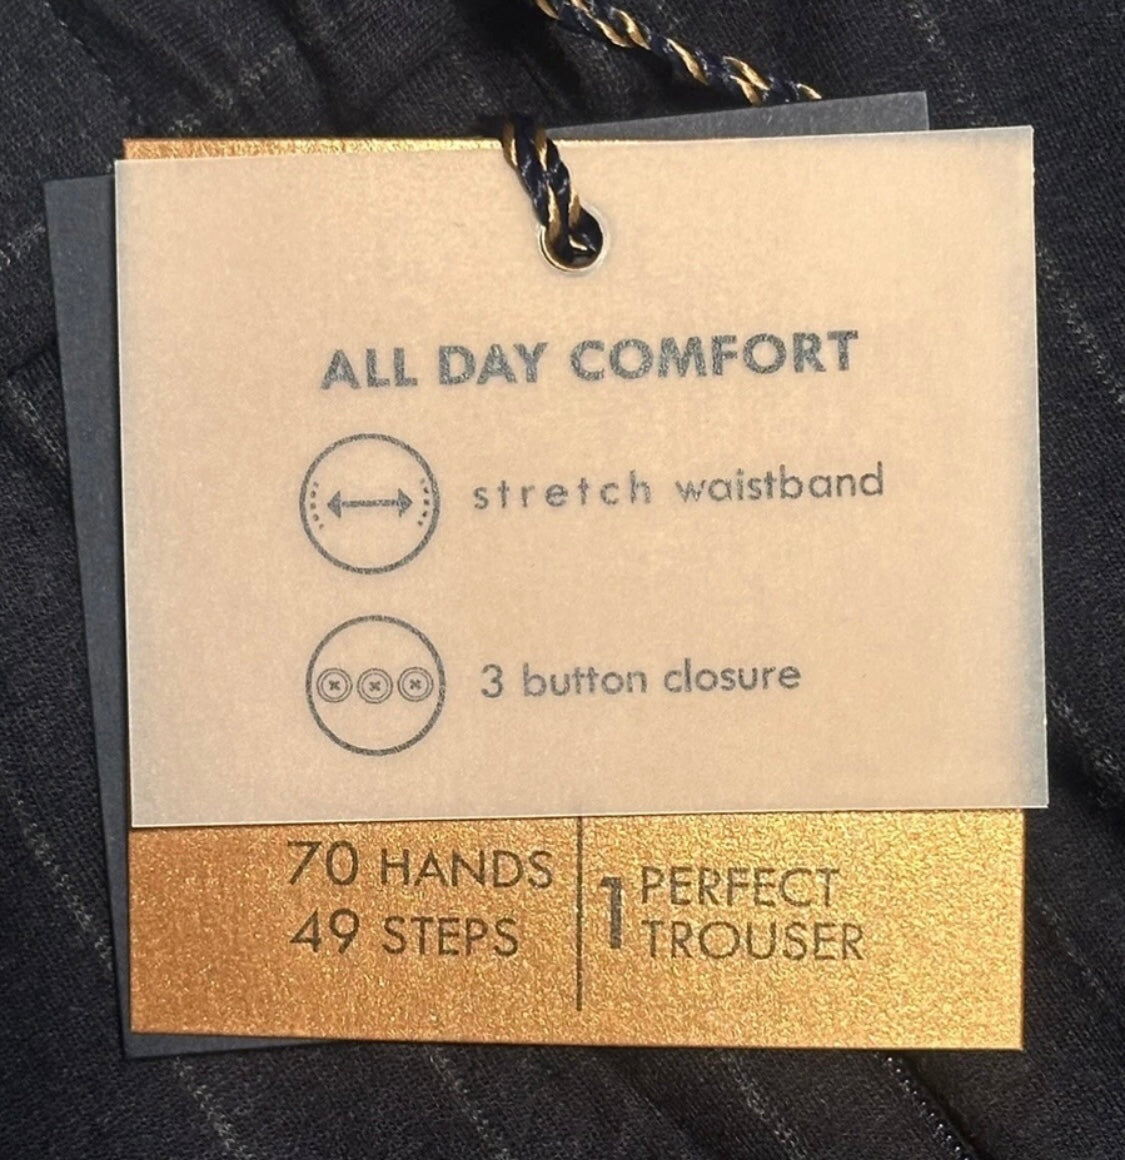 ALL DAY COMFORT
stretch waistband
3 button closure
70 HANDS
49 STEPS
1 PERFECT
TROUSER